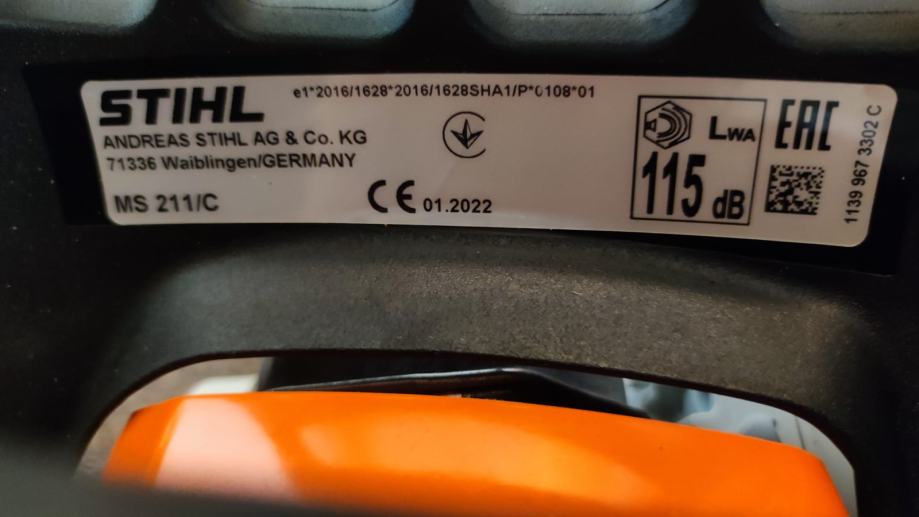 STIHL
e1*2016/1628*2016/1628SHA1/P*0108*01
ANDREAS STIHL AG & Co. KG
71336 Waiblingen/GERMANY
MS 211/C
CE 01.2022
LWA
115 dB
EAC
1139 967 3302 C